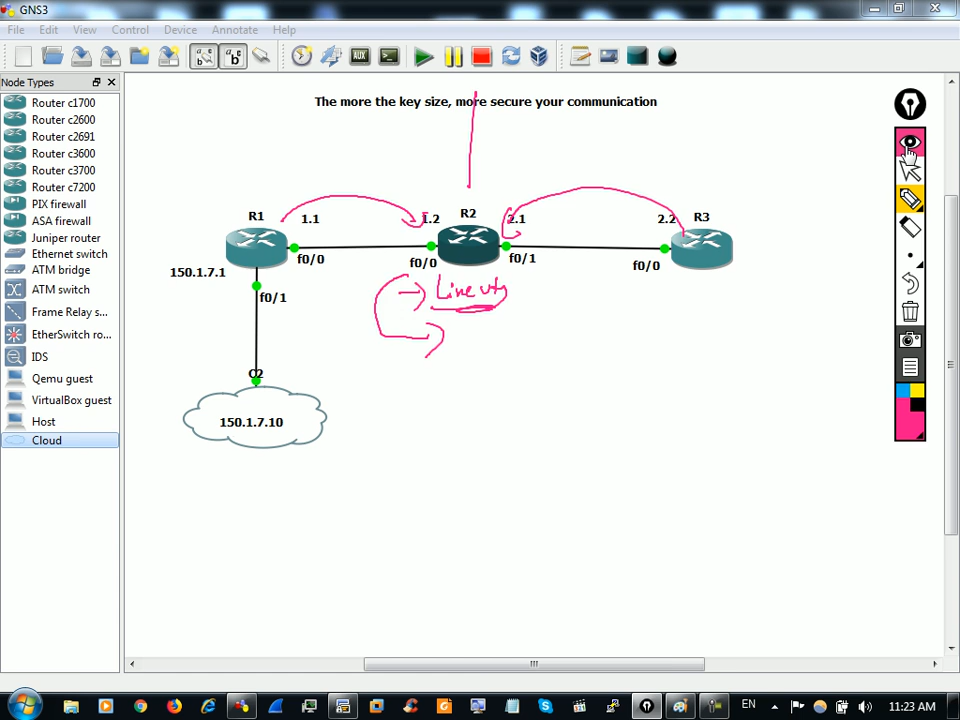 GNS3
File Edit View Control Device Annotate Help
Node Types
Router c1700
Router c2600
Router c2691
Router c3600
Router c3700
Router c7200
PIX firewall
ASA firewall
Juniper router
Ethernet switch
ATM bridge
ATM switch
Frame Relay s...
EtherSwitch ro...
IDS
Qemu guest
VirtualBox guest
Host
Cloud
The more the key size, more secure your communication
R1 1.1 1.2 R2 2.1 2.2 R3
f0/0 f0/0 f0/1 f0/0
150.1.7.1
f0/1
Line vty
C2
150.1.7.10
EN 11:23 AM